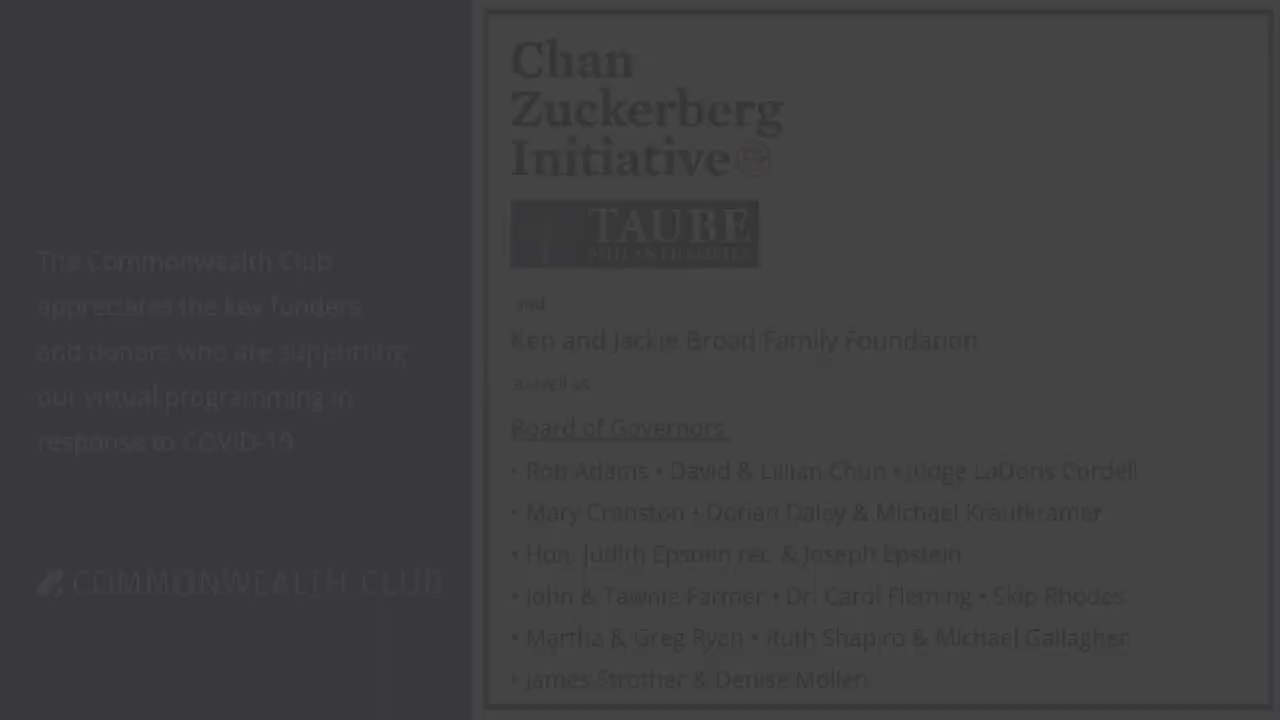 The Commonwealth Club
appreciates the key funders
and donors who are supporting
our virtual programming in
response to COVID-19
COMMONWEALTH CLUB
Chan
Zuckerberg
Initiative
TAUBE
PHILANTHROPIES
and
Ken and Jackie Broad Family Foundation
as well as
Board of Governors
• Rob Adams • David & Lillian Chun • Judge LaDoris Cordell
• Mary Cranston • Dorian Daley & Michael Krautkramer
• Hon. Judith Epstein ret. & Joseph Epstein
• John & Tawnie Farmer • Dr. Carol Fleming • Skip Rhodes
• Martha & Greg Ryan • Ruth Shapiro & Michael Gallagher
• James Strother & Denise Mollen